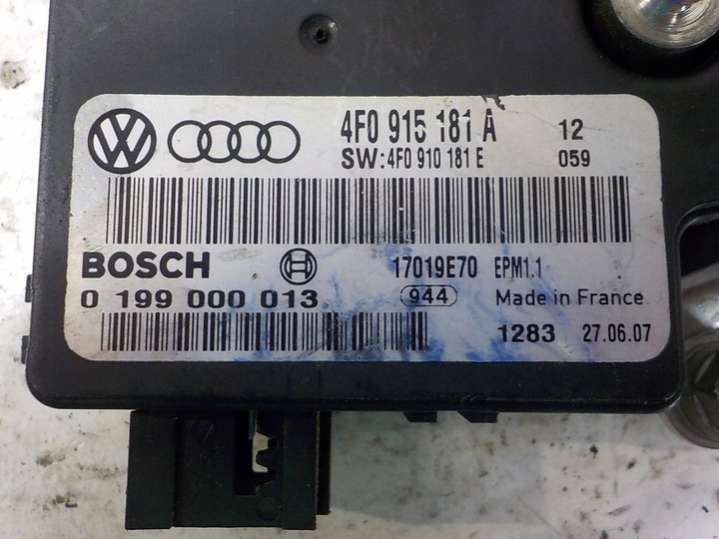 4F0 915 181 A 12
SW:4F0 910 181 E 059
BOSCH 17019E70 EPM1.1
0 199 000 013 944 Made in France
1283 27.06.07